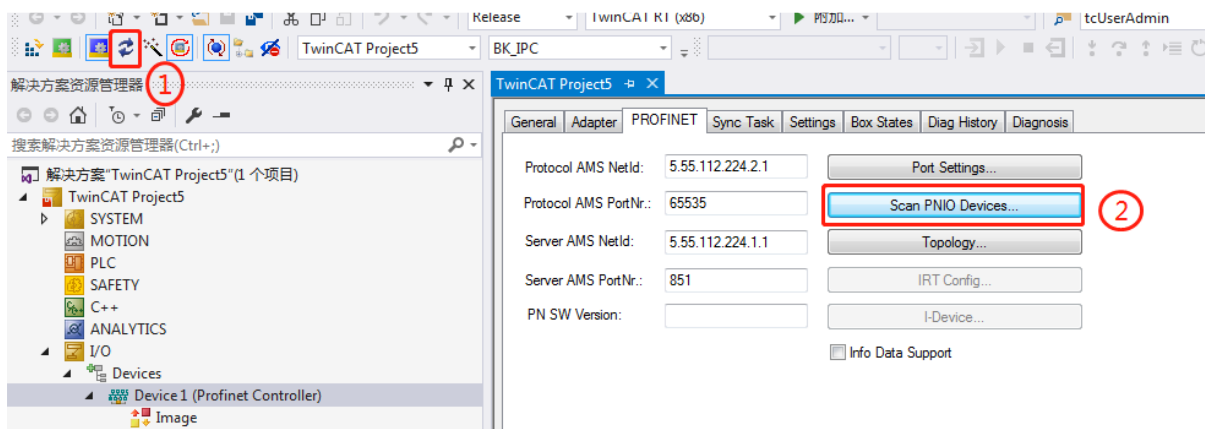 Release TwinCAT RT (x86) 附加... tcUserAdmin
TwinCAT Project5 BK_IPC
①
解决方案资源管理器
搜索解决方案资源管理器(Ctrl+;)
解决方案"TwinCAT Project5"(1 个项目)
TwinCAT Project5
SYSTEM
MOTION
PLC
SAFETY
C++
ANALYTICS
I/O
Devices
Device 1 (Profinet Controller)
Image
TwinCAT Project5
General Adapter PROFINET Sync Task Settings Box States Diag History Diagnosis
Protocol AMS NetId: 5.55.112.224.2.1 Port Settings...
Protocol AMS PortNr.: 65535 Scan PNIO Devices...
②
Server AMS NetId: 5.55.112.224.1.1 Topology...
Server AMS PortNr.: 851 IRT Config...
PN SW Version: I-Device...
Info Data Support